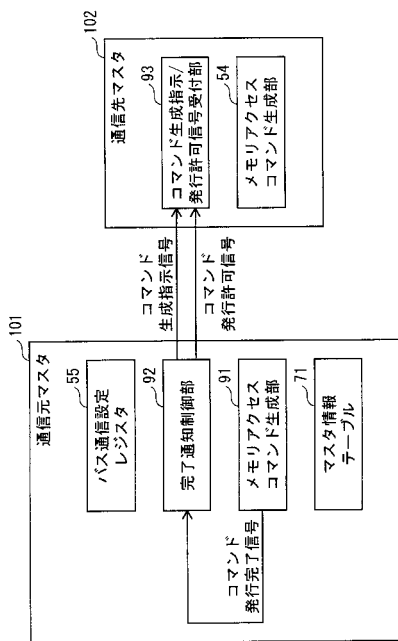 101
通信元マスタ
55
バス通信設定
レジスタ
92
完了通知制御部
91
メモリアクセス
コマンド生成部
71
マスタ情報
テーブル
コマンド
発行完了信号
コマンド
生成指示信号
コマンド
発行許可信号
102
通信先マスタ
93
コマンド生成指示/
発行許可信号受付部
54
メモリアクセス
コマンド生成部